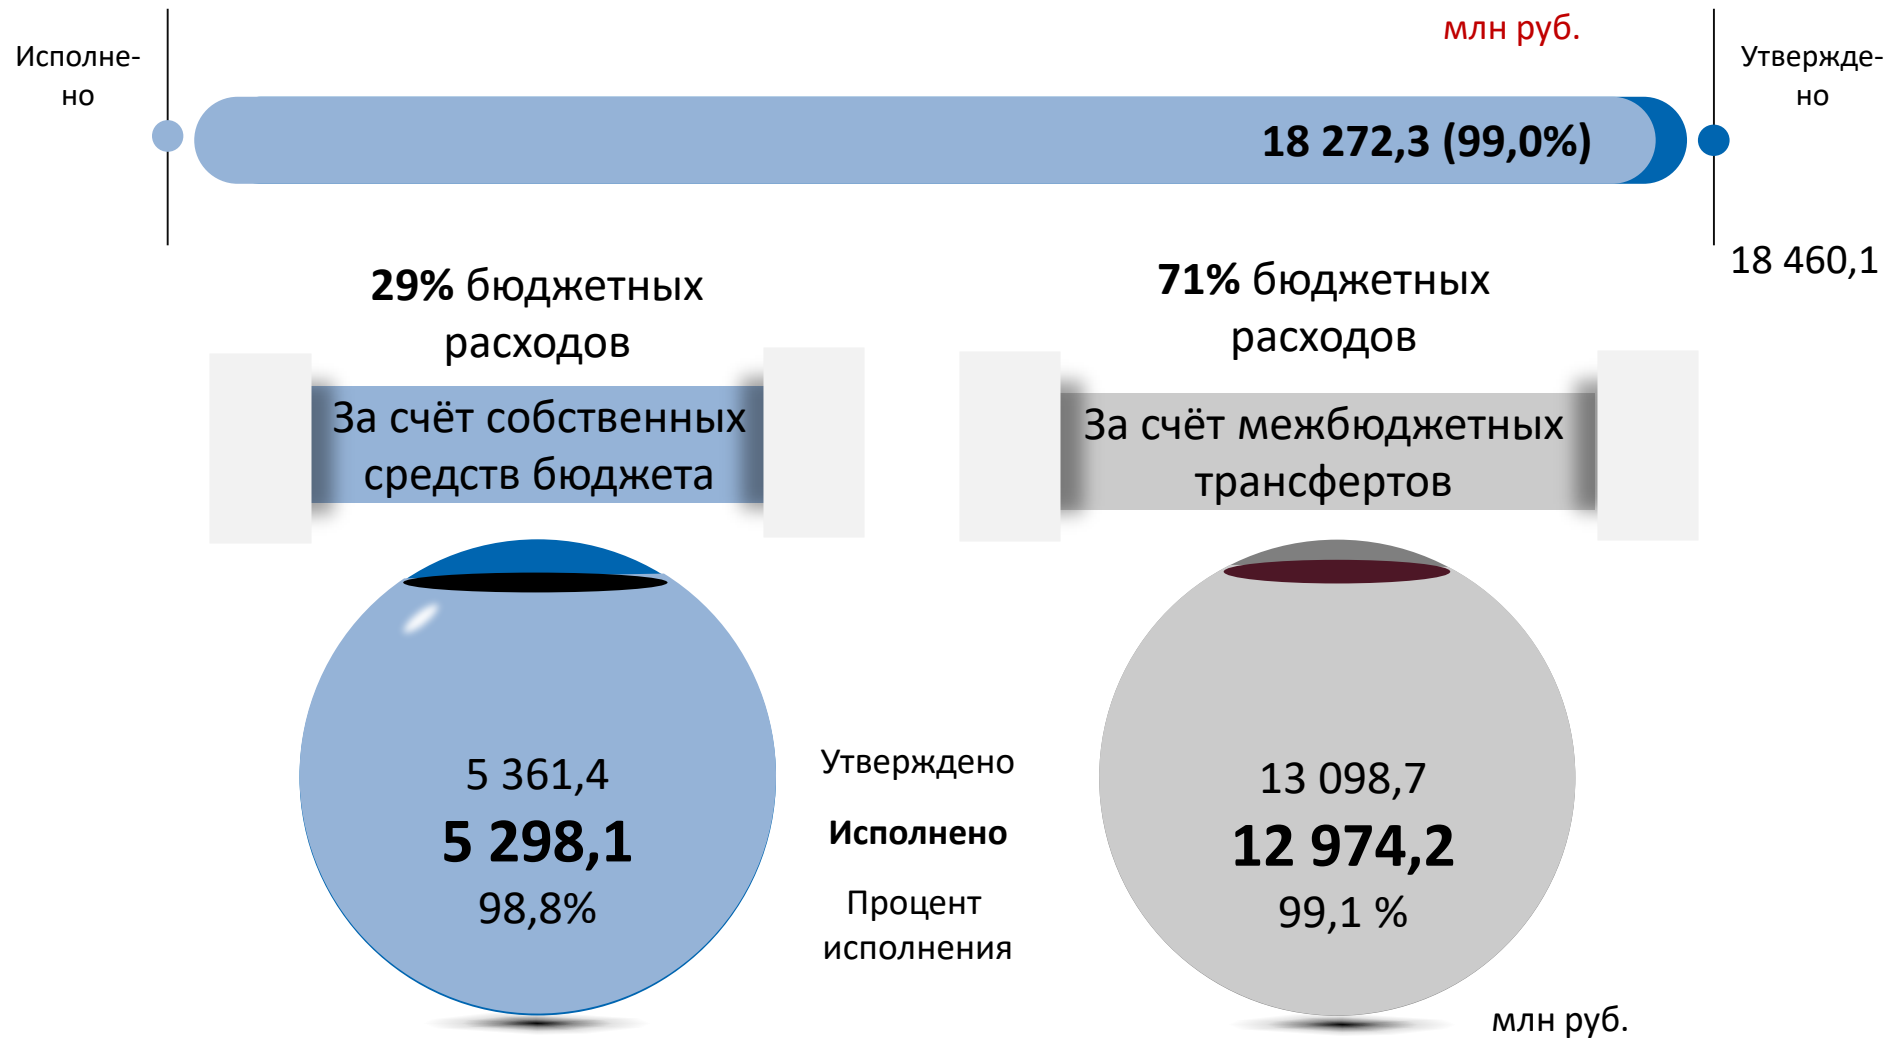 млн руб.
Исполне-
но
Утвержде-
но
18 272,3 (99,0%)
18 460,1
29% бюджетных
расходов
71% бюджетных
расходов
За счёт собственных
средств бюджета
За счёт межбюджетных
трансфертов
5 361,4
5 298,1
98,8%
Утверждено
Исполнено
Процент
исполнения
13 098,7
12 974,2
99,1 %
млн руб.